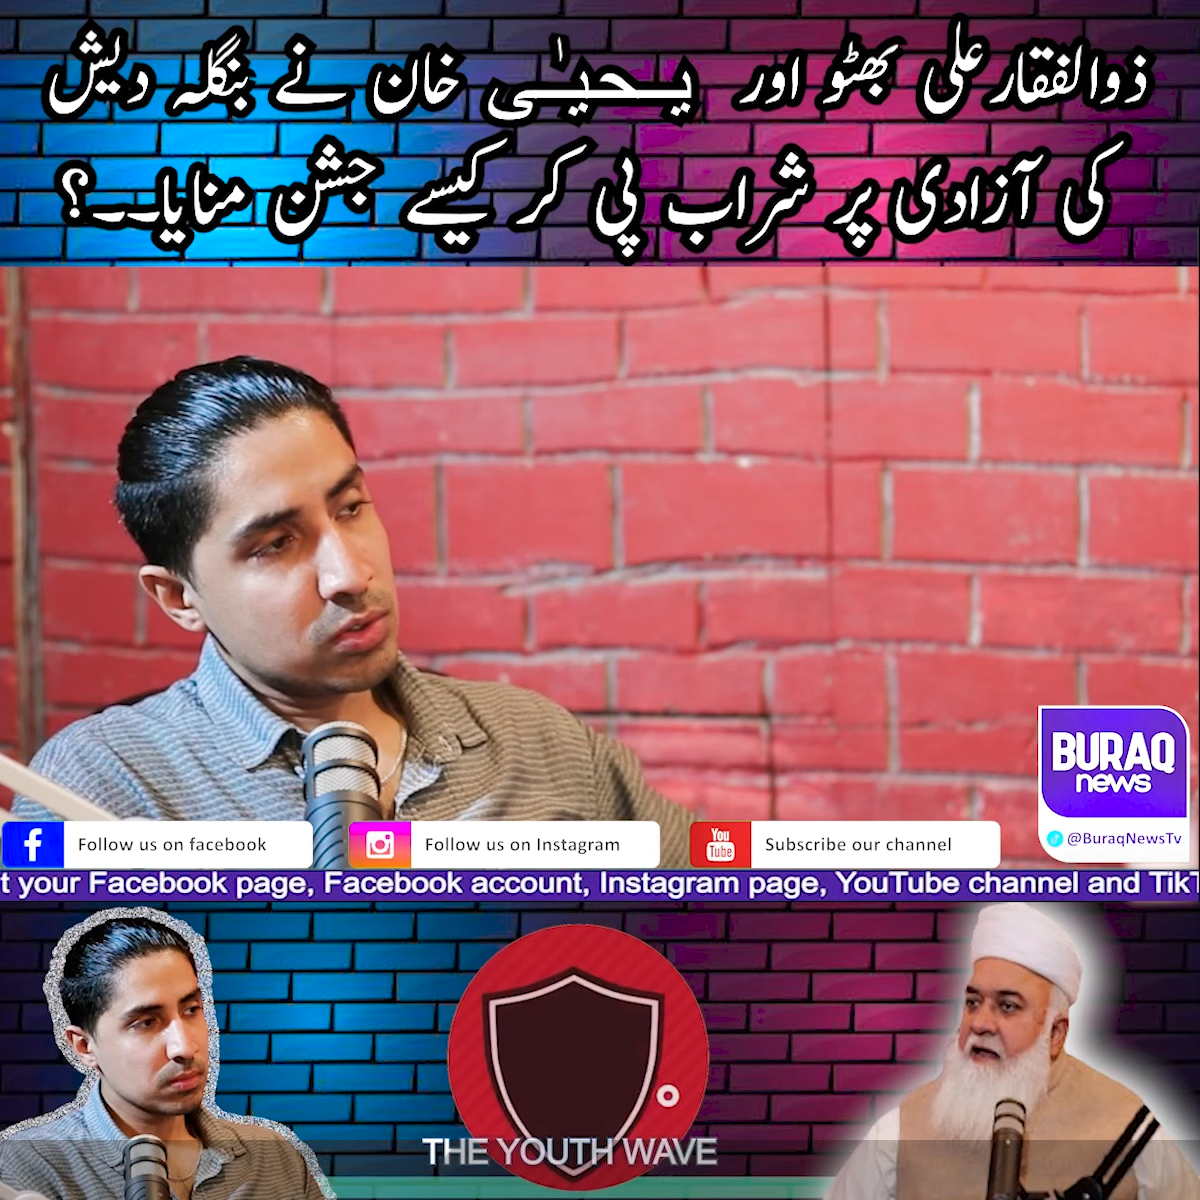 ذوالفقار علی بھٹو اور یحییٰ خان نے بنگلہ دیش
کی آزادی پر شراب پی کر کیسے جشن منایا۔۔؟
BURAQ
news
@BuraqNewsTv
f Follow us on facebook
Follow us on Instagram
You
Tube
Subscribe our channel
t your Facebook page, Facebook account, Instagram page, YouTube channel and TikT
THE YOUTH WAVE